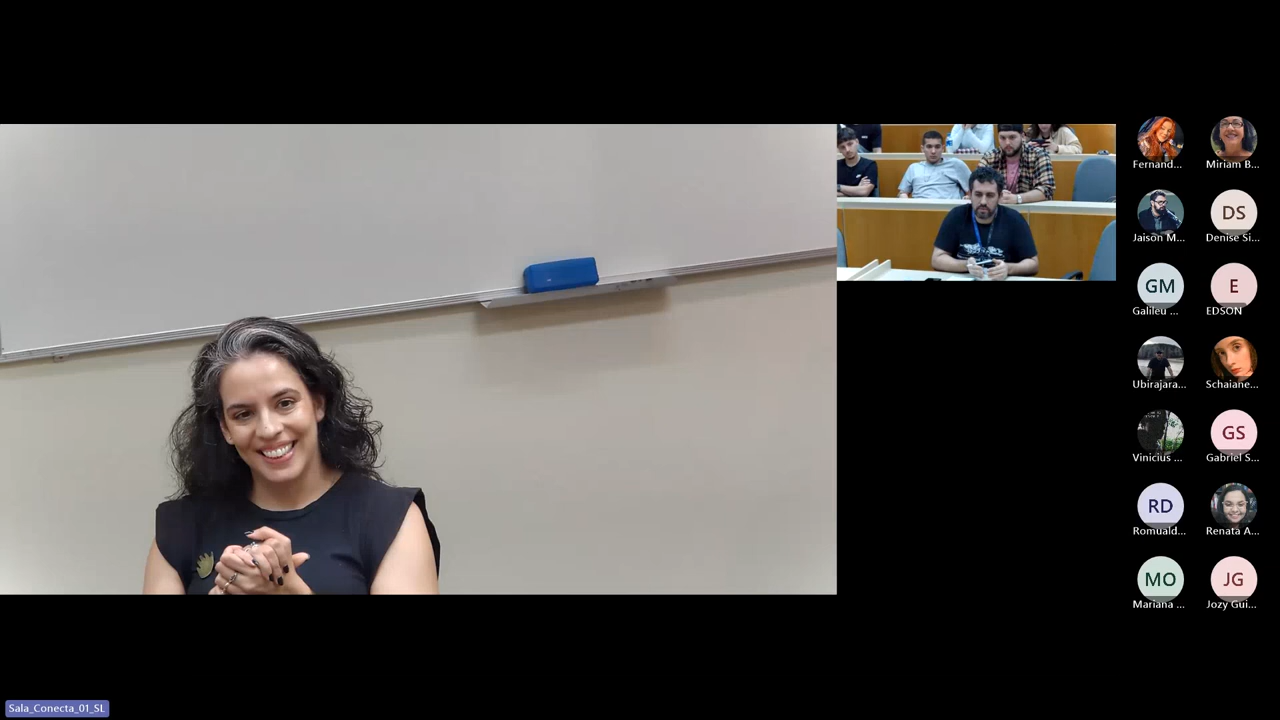 Fernand...
Miriam B...
Jaison M...
DS
Denise Si...
GM
Galileu ...
E
EDSON
Ubirajara...
Schaiane...
Vinicius ...
GS
Gabriel S...
RD
Romuald...
Renata A...
MO
Mariana ...
JG
Jozy Gui...
Sala_Conecta_01_SL